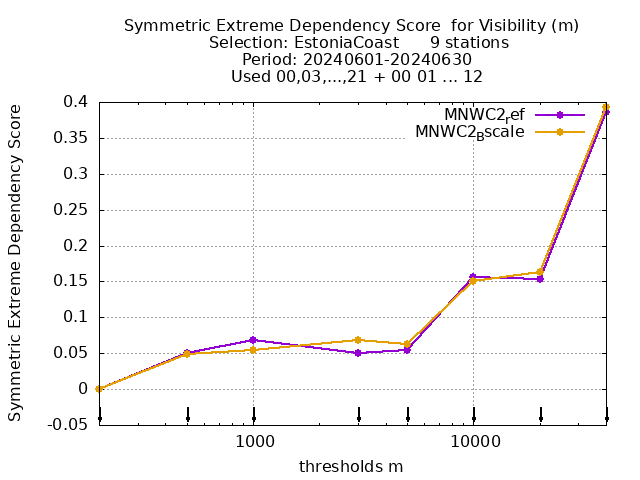 Symmetric Extreme Dependency Score  for Visibility (m)
Selection: EstoniaCoast      9 stations
Period: 20240601-20240630
Used 00,03,...,21 + 00 01 ... 12
Symmetric Extreme Dependency Score
0.4
0.35
0.3
0.25
0.2
0.15
0.1
0.05
0
-0.05
MNWC2ref
MNWC2Bscale
1000
10000
thresholds m